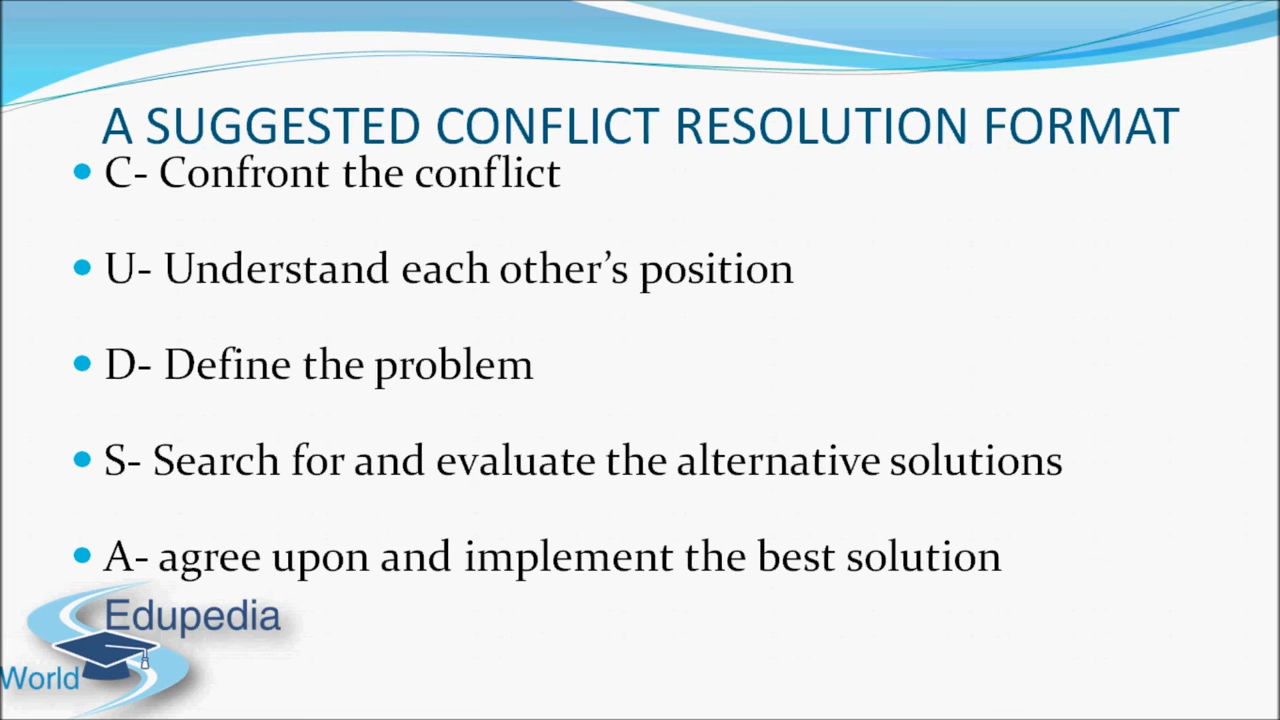 A SUGGESTED CONFLICT RESOLUTION FORMAT
C- Confront the conflict
U- Understand each other’s position
D- Define the problem
S- Search for and evaluate the alternative solutions
A- agree upon and implement the best solution
Edupedia
World